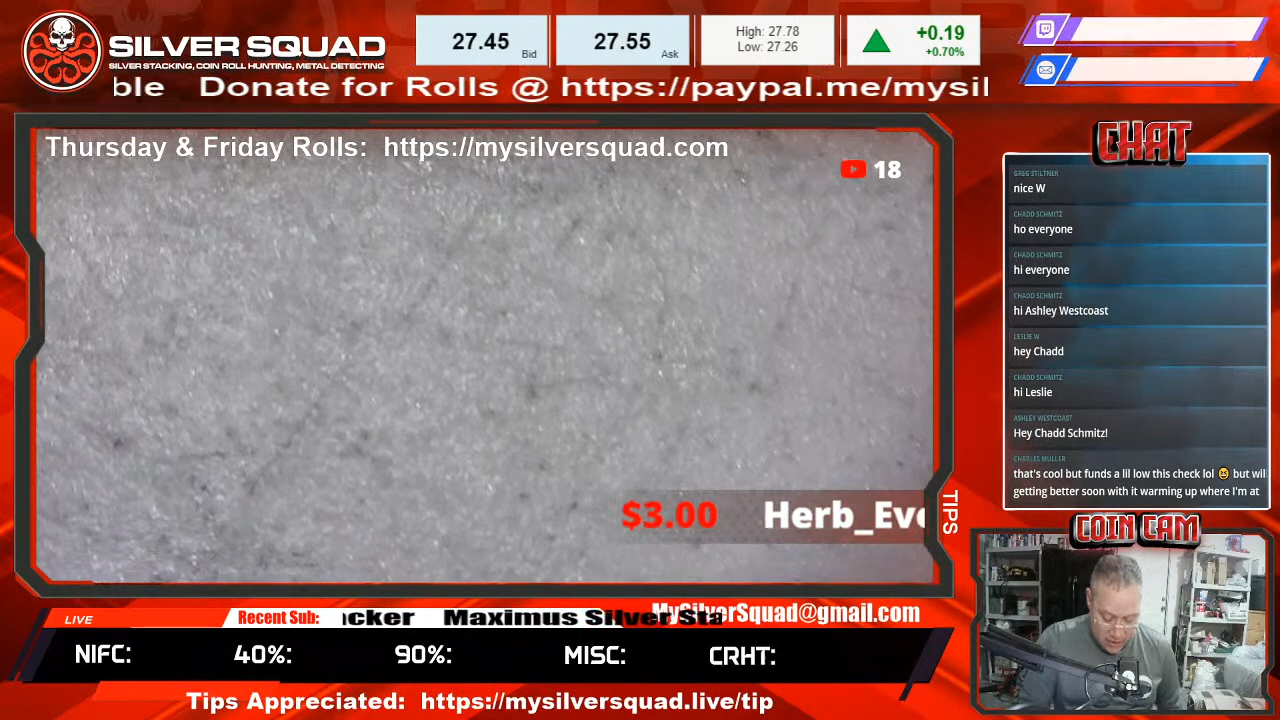 SILVER SQUAD
SILVER STACKING, COIN ROLL HUNTING, METAL DETECTING
27.45
Bid
27.55
Ask
High: 27.78
Low: 27.26
+0.19
+0.70%
ble Donate for Rolls @ https://paypal.me/mysil
Thursday & Friday Rolls: https://mysilversquad.com
18
$3.00 Herb_Eve
TIPS
CHAT
GREG STILTNER
nice W
CHADD SCHMITZ
ho everyone
CHADD SCHMITZ
hi everyone
CHADD SCHMITZ
hi Ashley Westcoast
LESLIE W
hey Chadd
CHADD SCHMITZ
hi Leslie
ASHLEY WESTCOAST
Hey Chadd Schmitz!
CHARLES MULLER
that's cool but funds a lil low this check lol 😆 but will
getting better soon with it warming up where I'm at
COIN CAM
LIVE
Recent Sub: cker Maximus Silver Sta
MySilverSquad@gmail.com
NIFC: 40%: 90%: MISC: CRHT:
Tips Appreciated: https://mysilversquad.live/tip